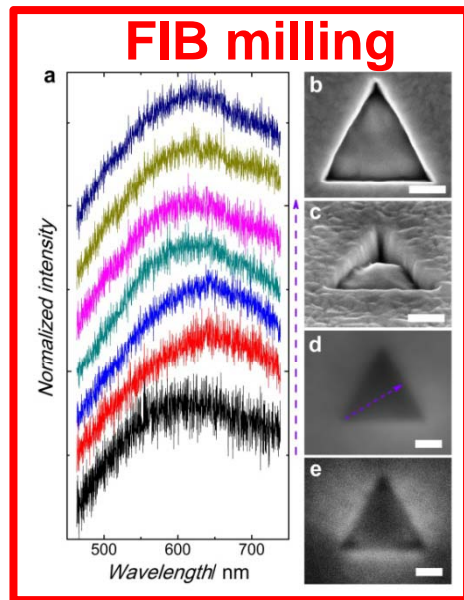 FIB milling
a
b
c
d
e
Normalized intensity
500 600 700
Wavelength/ nm